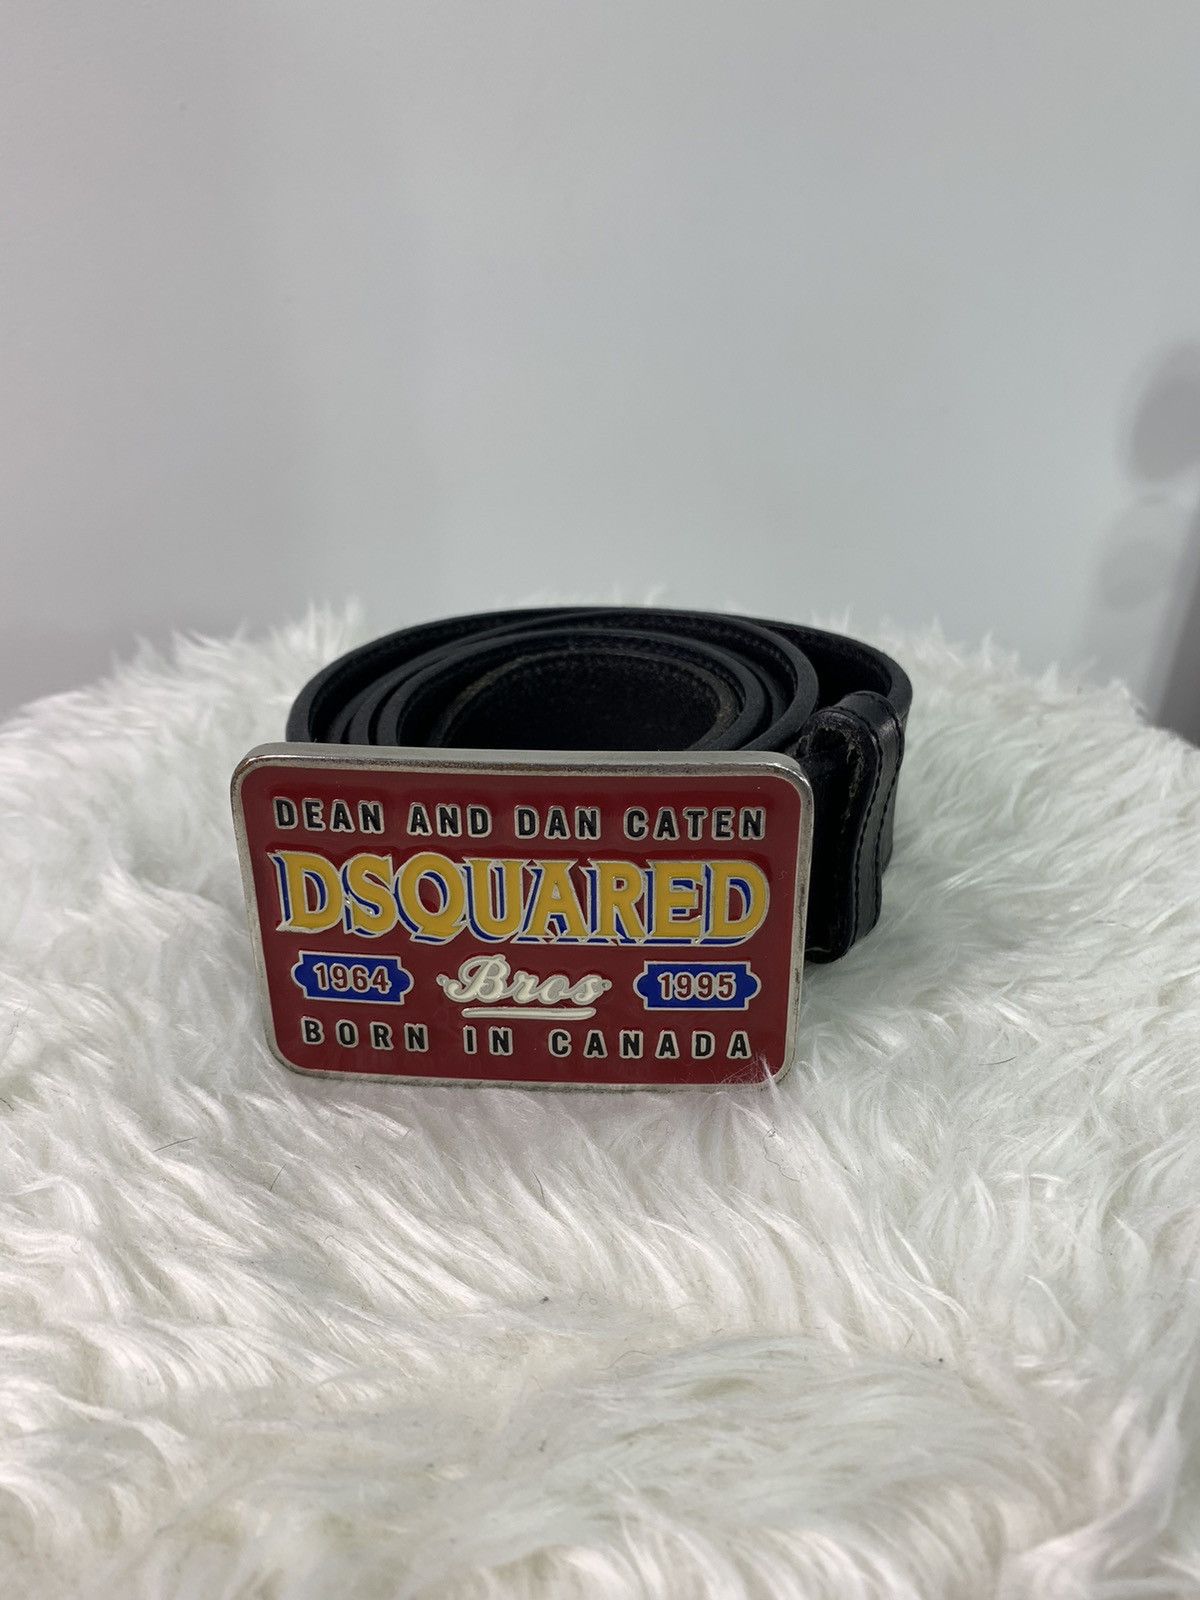 DEAN AND DAN CATEN
DSQUARED
1964 Bros 1995
BORN IN CANADA